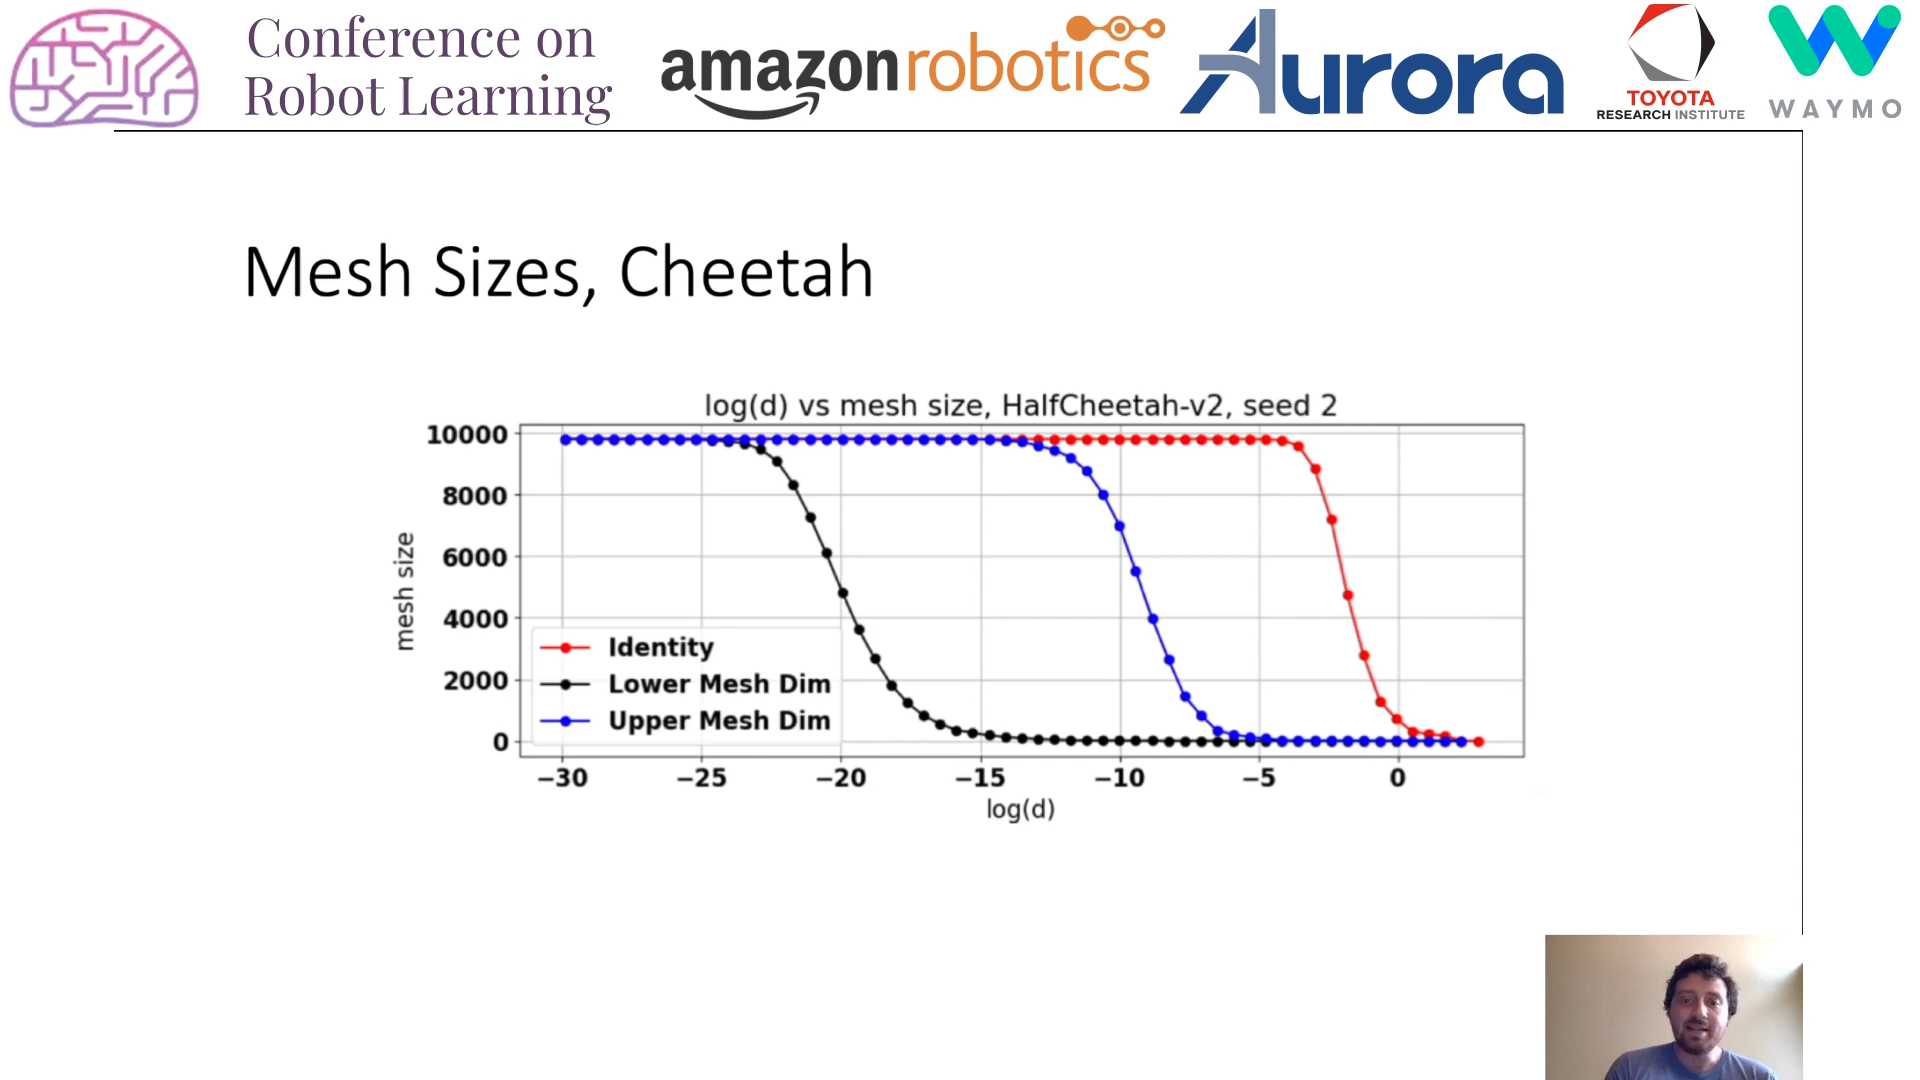 Conference on
Robot Learning
amazon robotics
Aurora
TOYOTA
RESEARCH INSTITUTE
WAYMO
Mesh Sizes, Cheetah
log(d) vs mesh size, HalfCheetah-v2, seed 2
10000
8000
6000
4000
2000
0
mesh size
Identity
Lower Mesh Dim
Upper Mesh Dim
−30 −25 −20 −15 −10 −5 0
log(d)